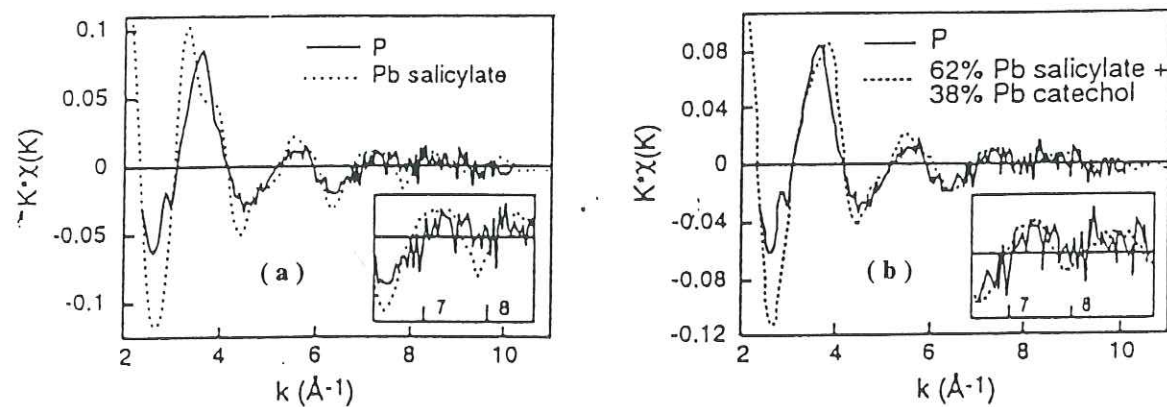 0.1
0.05
0
-0.05
-0.1
K•χ(K)
P
Pb salicylate
(a)
7 8
2 4 6 8 10
k (Å-1)
0.08
0.04
0
-0.04
-0.08
-0.12
K•χ(K)
P
62% Pb salicylate +
38% Pb catechol
(b)
7 8
2 4 6 8 10
k (Å-1)